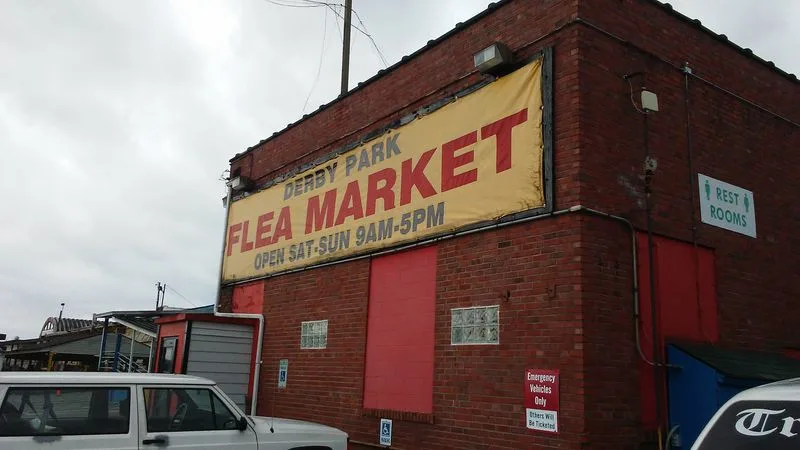 DERBY PARK
FLEA MARKET
OPEN SAT-SUN 9AM-5PM
REST
ROOMS
Emergency
Vehicles
Only
Others Will
Be Ticketed